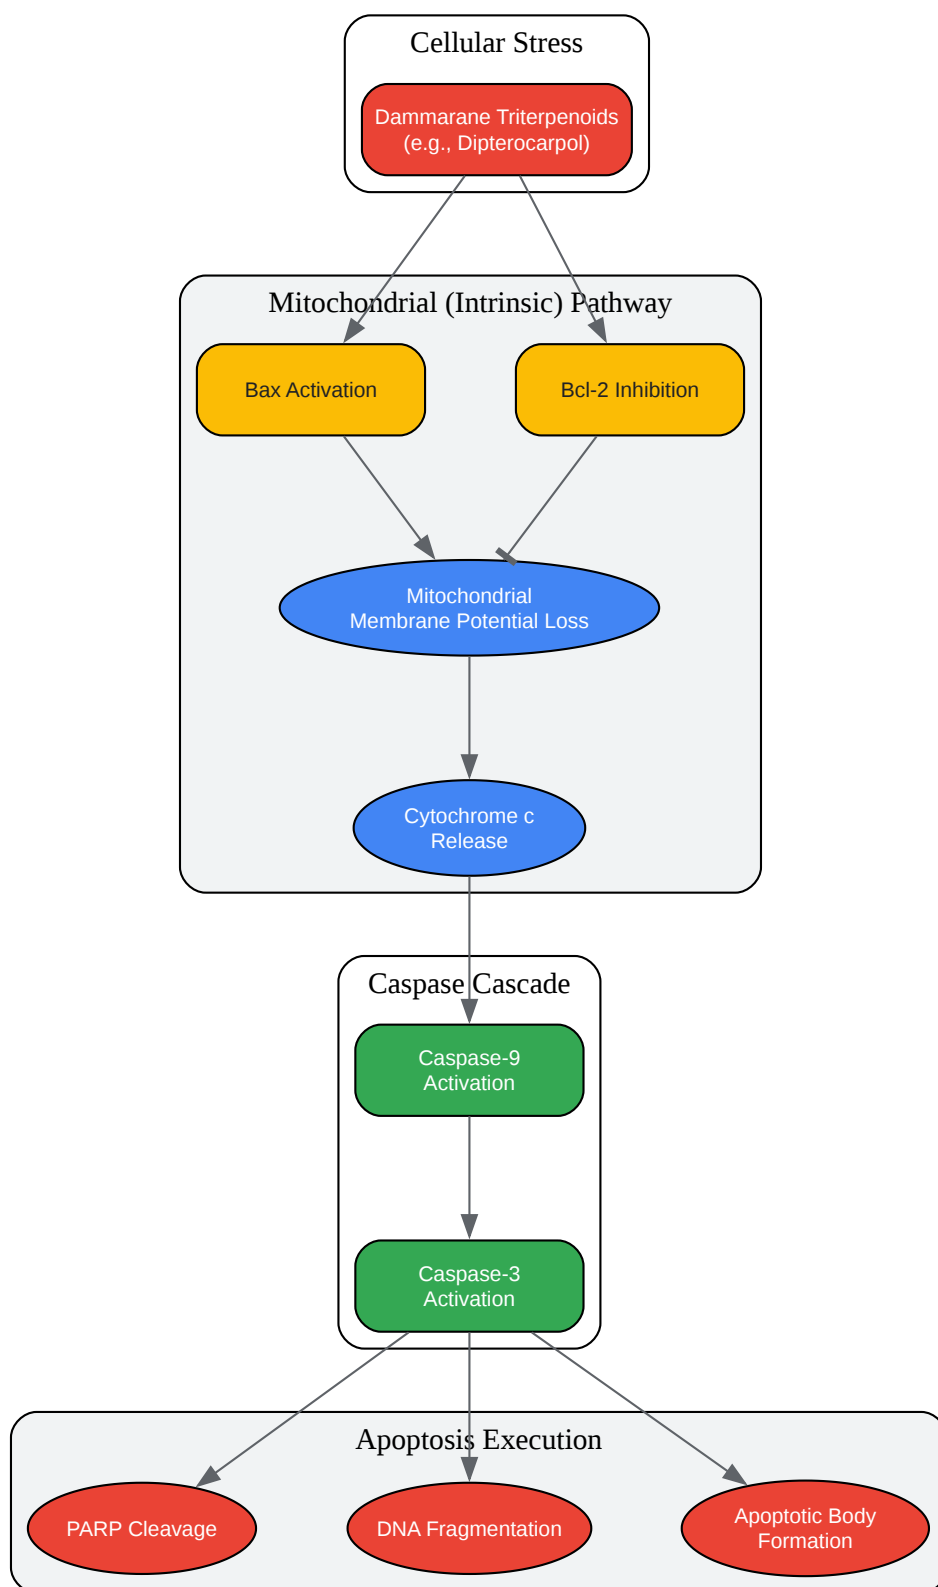 Cellular Stress
Dammarane Triterpenoids
(e.g., Dipterocarpol)
Mitochondrial (Intrinsic) Pathway
Bax Activation
Bcl-2 Inhibition
Mitochondrial
Membrane Potential Loss
Cytochrome c
Release
Caspase Cascade
Caspase-9
Activation
Caspase-3
Activation
Apoptosis Execution
PARP Cleavage
DNA Fragmentation
Apoptotic Body
Formation